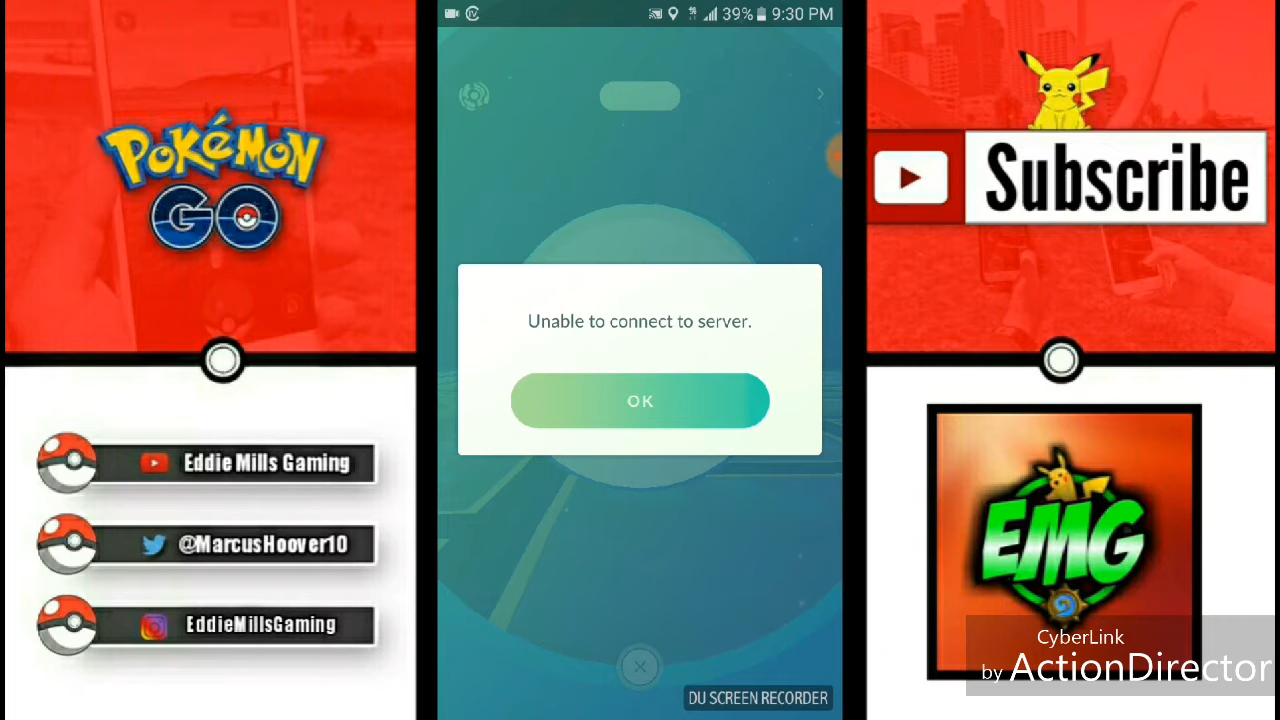 POKÉMON
GO
Eddie Mills Gaming
@MarcusHoover10
EddieMillsGaming
39% 9:30 PM
Unable to connect to server.
OK
DU SCREEN RECORDER
Subscribe
EMG
CyberLink
by ActionDirector